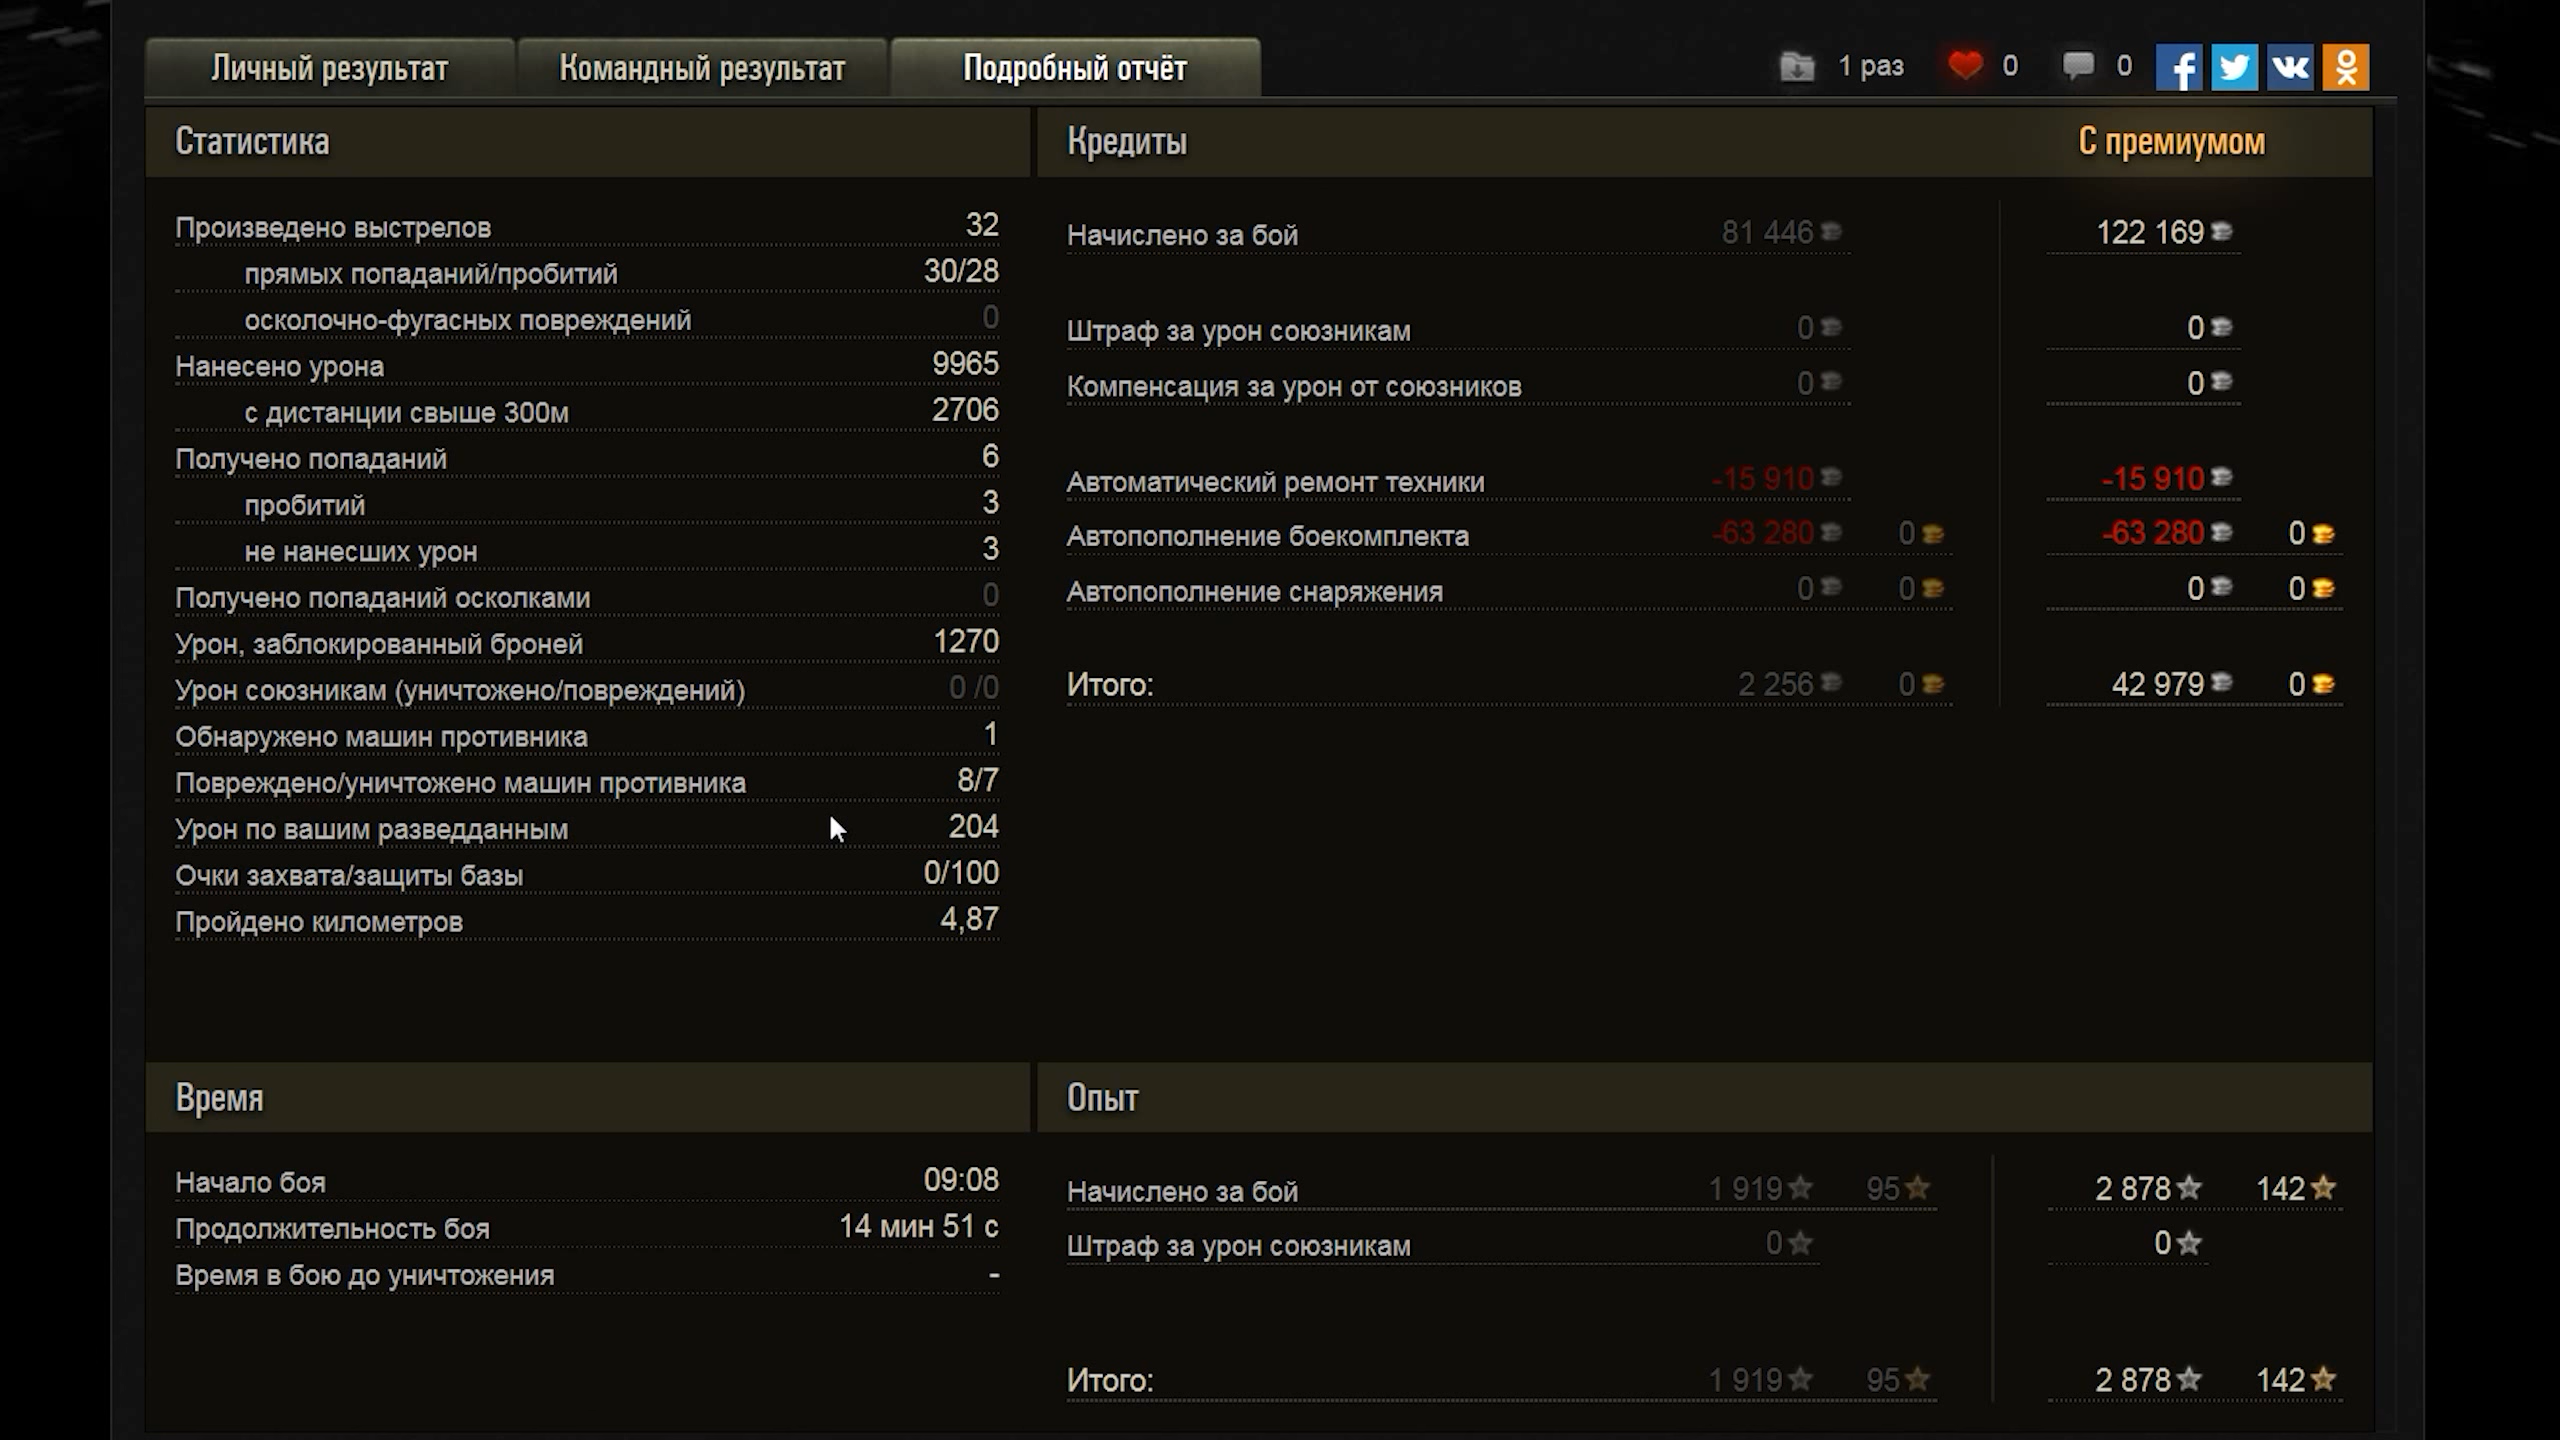 Личный результат Командный результат Подробный отчёт 1 раз 0 0
Статистика
Произведено выстрелов 32
прямых попаданий/пробитий 30/28
осколочно-фугасных повреждений 0
Нанесено урона 9965
с дистанции свыше 300м 2706
Получено попаданий 6
пробитий 3
не нанесших урон 3
Получено попаданий осколками 0
Урон, заблокированный броней 1270
Урон союзникам (уничтожено/повреждений) 0 /0
Обнаружено машин противника 1
Повреждено/уничтожено машин противника 8/7
Урон по вашим разведданным 204
Очки захвата/защиты базы 0/100
Пройдено километров 4,87
Кредиты С премиумом
Начислено за бой 81 446 122 169
Штраф за урон союзникам 0 0
Компенсация за урон от союзников 0 0
Автоматический ремонт техники -15 910 -15 910
Автопополнение боекомплекта -63 280 0 -63 280 0
Автопополнение снаряжения 0 0 0 0
Итого: 2 256 0 42 979 0
Время
Начало боя 09:08
Продолжительность боя 14 мин 51 с
Время в бою до уничтожения -
Опыт
Начислено за бой 1 919 95 2 878 142
Штраф за урон союзникам 0 0
Итого: 1 919 95 2 878 142